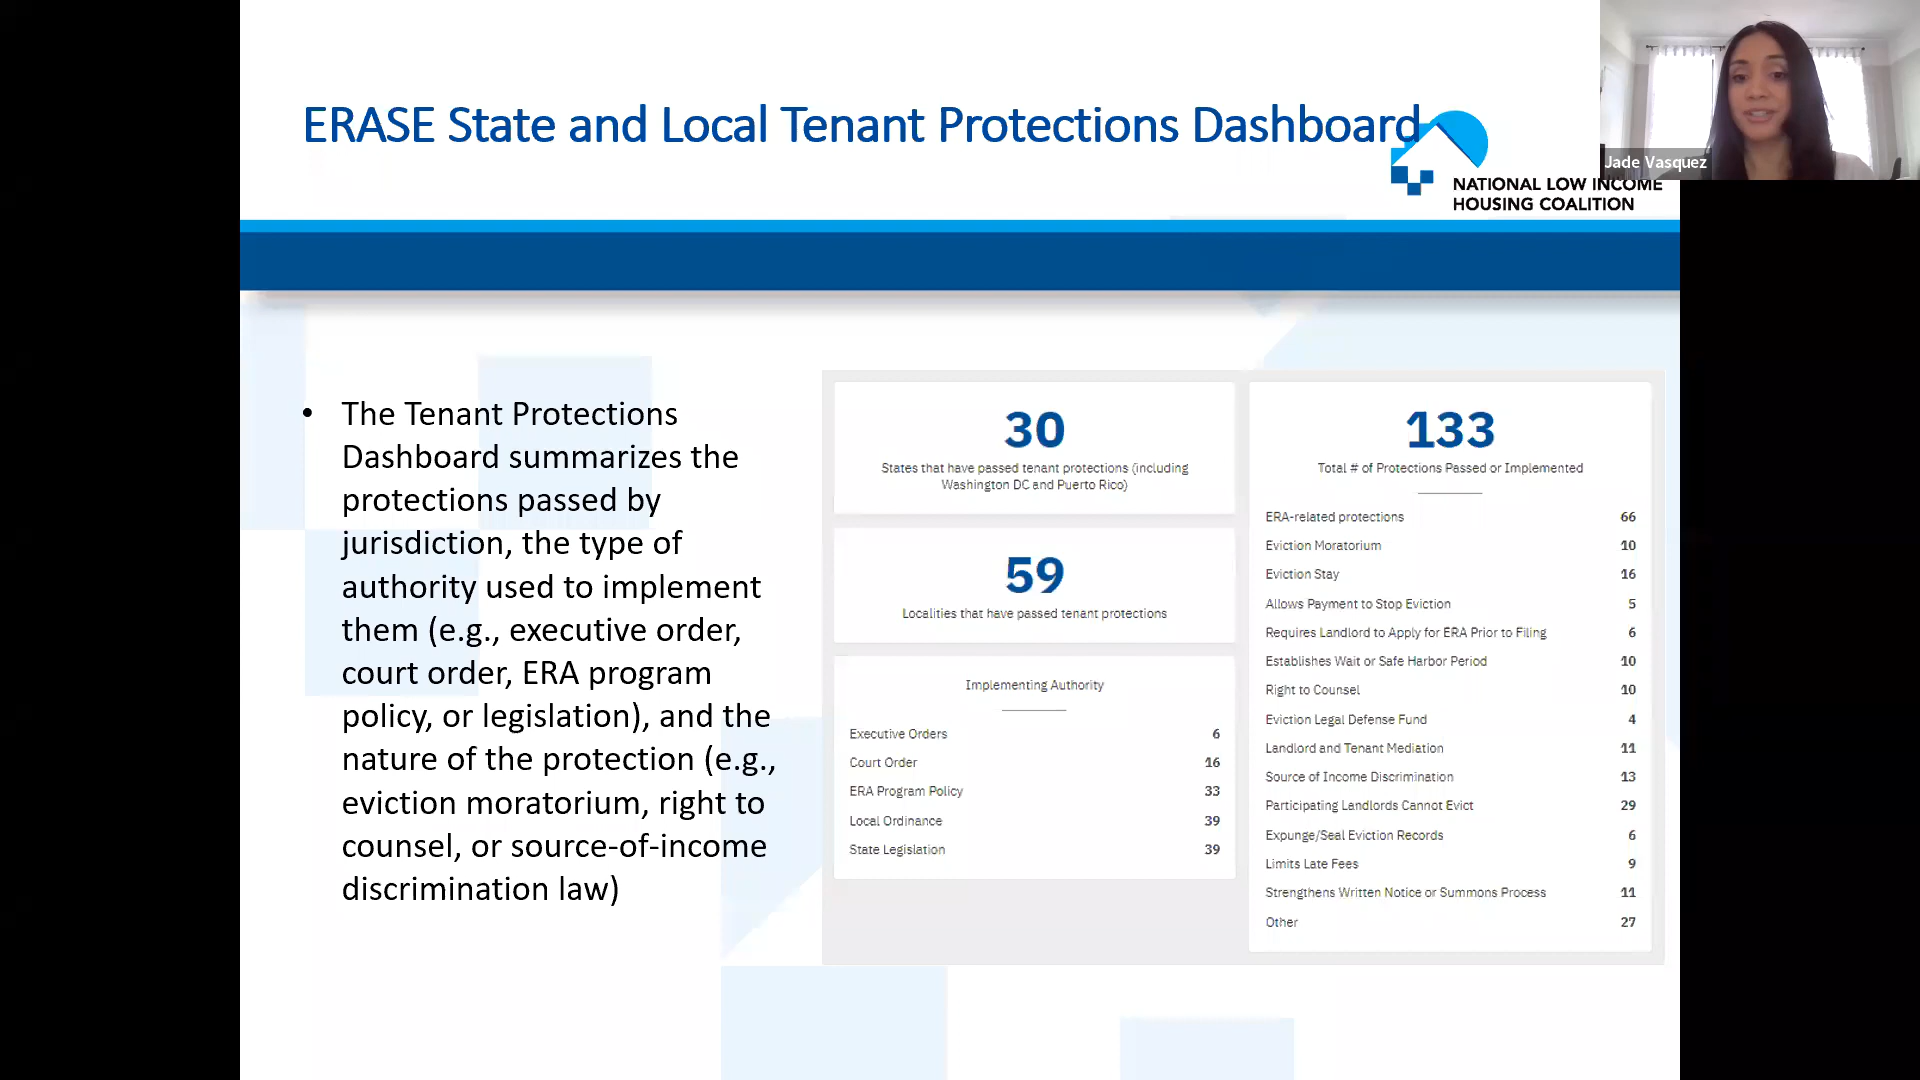 ERASE State and Local Tenant Protections Dashboard
NATIONAL LOW INCOME
HOUSING COALITION
Jade Vasquez
• The Tenant Protections
Dashboard summarizes the
protections passed by
jurisdiction, the type of
authority used to implement
them (e.g., executive order,
court order, ERA program
policy, or legislation), and the
nature of the protection (e.g.,
eviction moratorium, right to
counsel, or source-of-income
discrimination law)
30
States that have passed tenant protections (including
Washington DC and Puerto Rico)
59
Localities that have passed tenant protections
Implementing Authority
Executive Orders 6
Court Order 16
ERA Program Policy 33
Local Ordinance 39
State Legislation 39
133
Total # of Protections Passed or Implemented
ERA-related protections 66
Eviction Moratorium 10
Eviction Stay 16
Allows Payment to Stop Eviction 5
Requires Landlord to Apply for ERA Prior to Filing 6
Establishes Wait or Safe Harbor Period 10
Right to Counsel 10
Eviction Legal Defense Fund 4
Landlord and Tenant Mediation 11
Source of Income Discrimination 13
Participating Landlords Cannot Evict 29
Expunge/Seal Eviction Records 6
Limits Late Fees 9
Strengthens Written Notice or Summons Process 11
Other 27